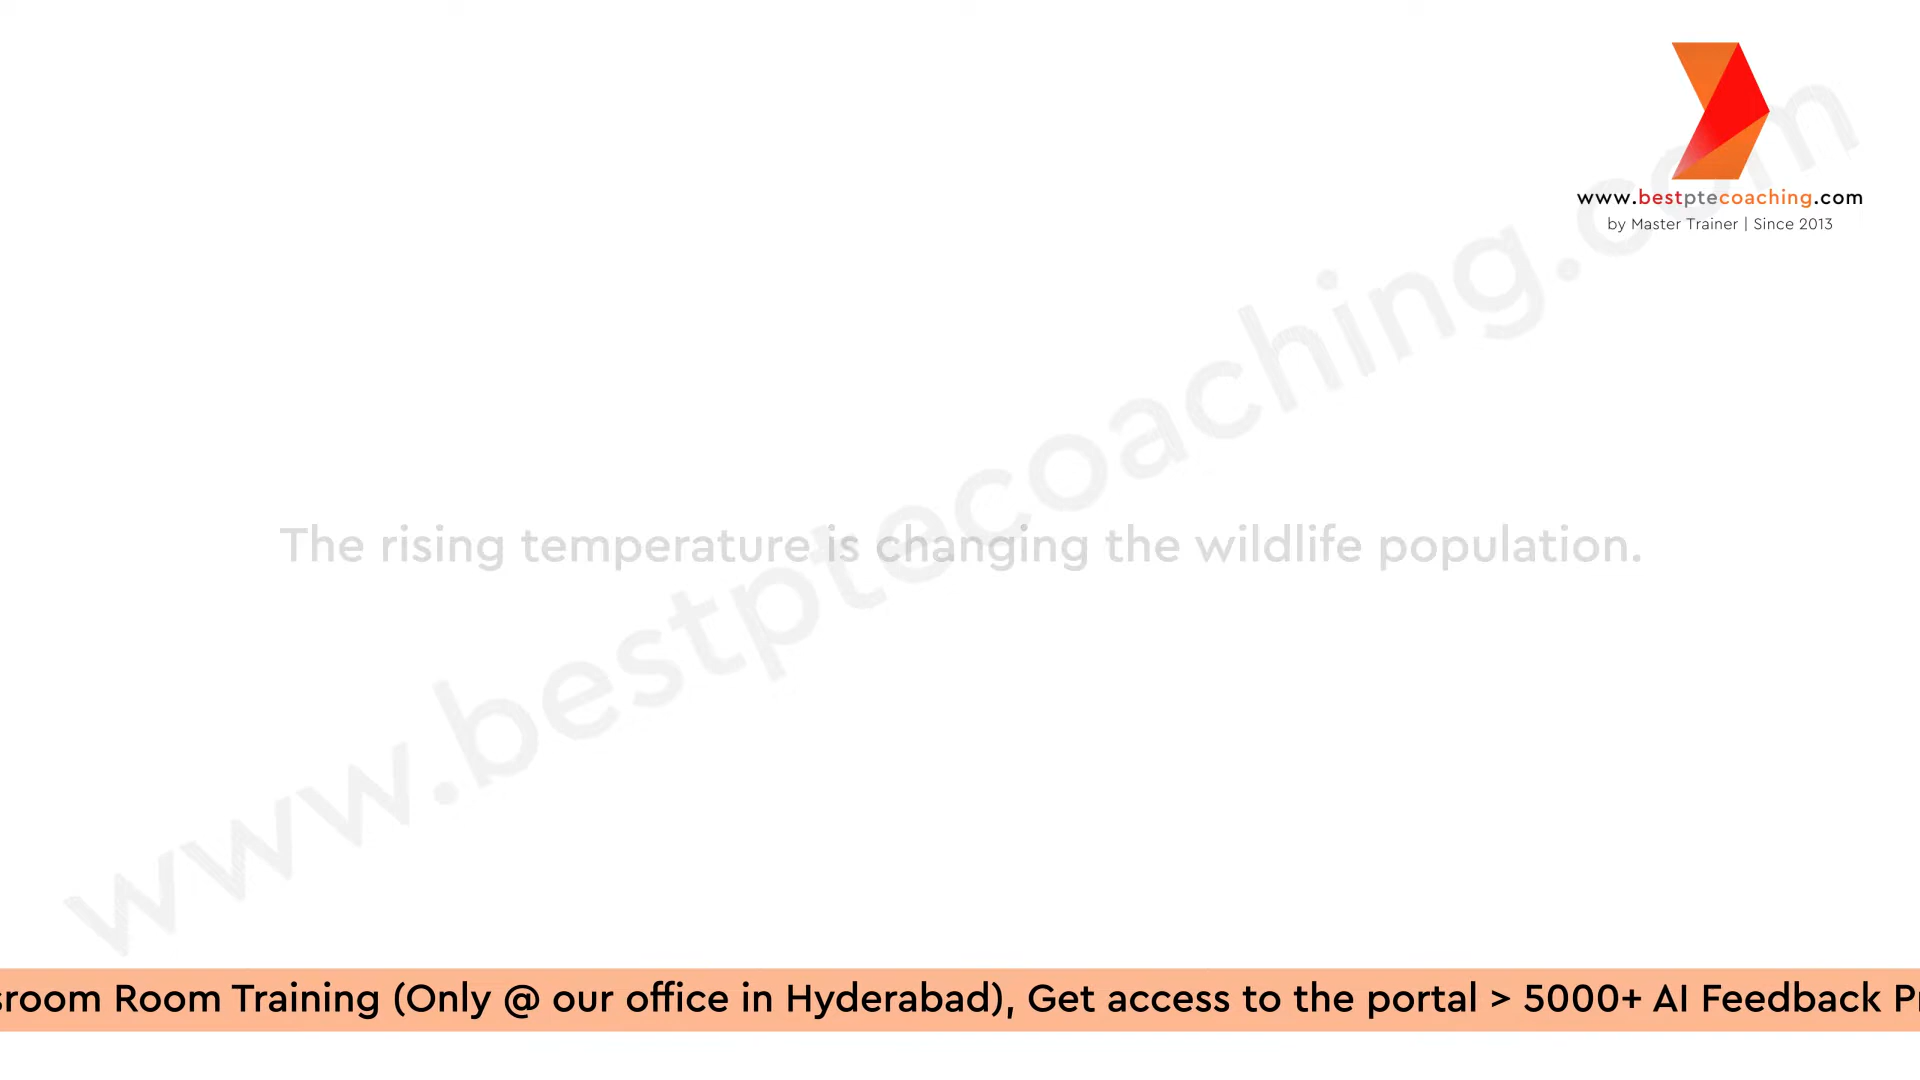 www.bestptecoaching.com
by Master Trainer | Since 2013
www.bestptecoaching.com
The rising temperature is changing the wildlife population.
sroom Room Training (Only @ our office in Hyderabad), Get access to the portal > 5000+ AI Feedback Pr